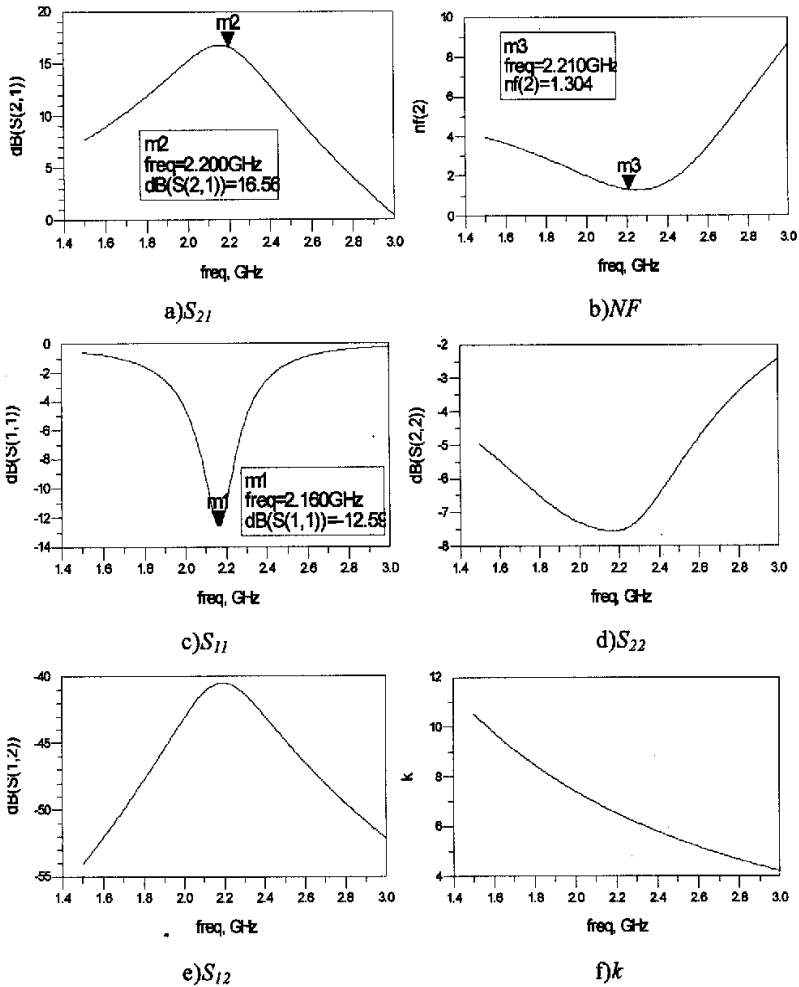 20
15
10
5
0
dB(S(2,1))
m2
m2
freq=2.200GHz
dB(S(2,1))=16.56
1.4 1.6 1.8 2.0 2.2 2.4 2.6 2.8 3.0
freq, GHz
a)S21
10
8
6
4
2
0
nf(2)
m3
freq=2.210GHz
nf(2)=1.304
m3
1.4 1.6 1.8 2.0 2.2 2.4 2.6 2.8 3.0
freq, GHz
b)NF
0
-2
-4
-6
-8
-10
-12
-14
dB(S(1,1))
m1
m1
freq=2.160GHz
dB(S(1,1))=-12.59
1.4 1.6 1.8 2.0 2.2 2.4 2.6 2.8 3.0
freq, GHz
c)S11
-2
-3
-4
-5
-6
-7
-8
dB(S(2,2))
1.4 1.6 1.8 2.0 2.2 2.4 2.6 2.8 3.0
freq, GHz
d)S22
-40
-45
-50
-55
dB(S(1,2))
1.4 1.6 1.8 2.0 2.2 2.4 2.6 2.8 3.0
freq, GHz
e)S12
12
10
8
6
4
k
1.4 1.6 1.8 2.0 2.2 2.4 2.6 2.8 3.0
freq, GHz
f)k